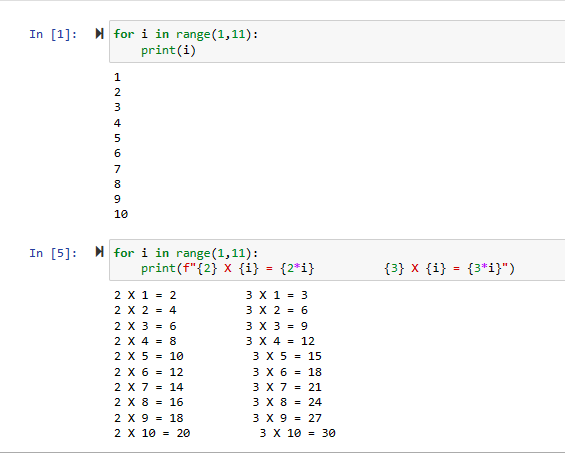 In [1]: for i in range(1,11):
    print(i)
1
2
3
4
5
6
7
8
9
10
In [5]: for i in range(1,11):
    print(f"{2} X {i} = {2*i}          {3} X {i} = {3*i}")
2 X 1 = 2          3 X 1 = 3
2 X 2 = 4          3 X 2 = 6
2 X 3 = 6          3 X 3 = 9
2 X 4 = 8          3 X 4 = 12
2 X 5 = 10          3 X 5 = 15
2 X 6 = 12          3 X 6 = 18
2 X 7 = 14          3 X 7 = 21
2 X 8 = 16          3 X 8 = 24
2 X 9 = 18          3 X 9 = 27
2 X 10 = 20          3 X 10 = 30